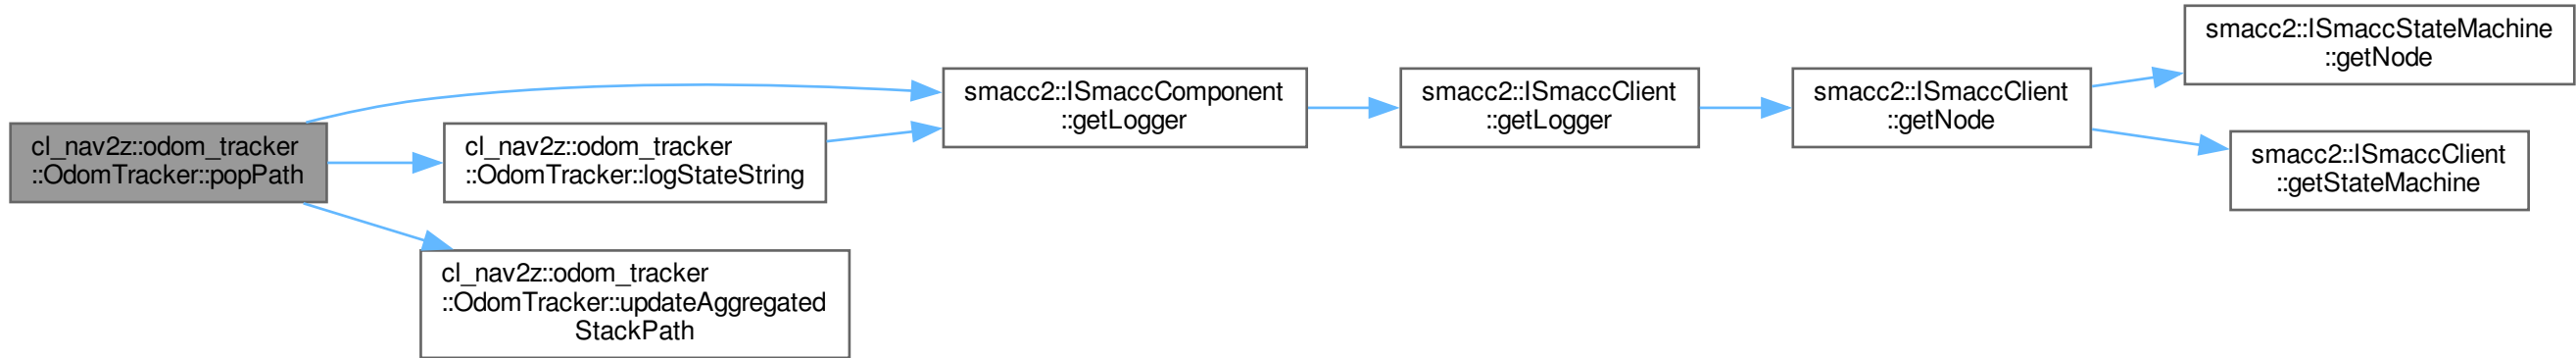 cl_nav2z::odom_tracker
::OdomTracker::popPath
cl_nav2z::odom_tracker
::OdomTracker::logStateString
cl_nav2z::odom_tracker
::OdomTracker::updateAggregated
StackPath
smacc2::ISmaccComponent
::getLogger
smacc2::ISmaccClient
::getLogger
smacc2::ISmaccClient
::getNode
smacc2::ISmaccStateMachine
::getNode
smacc2::ISmaccClient
::getStateMachine